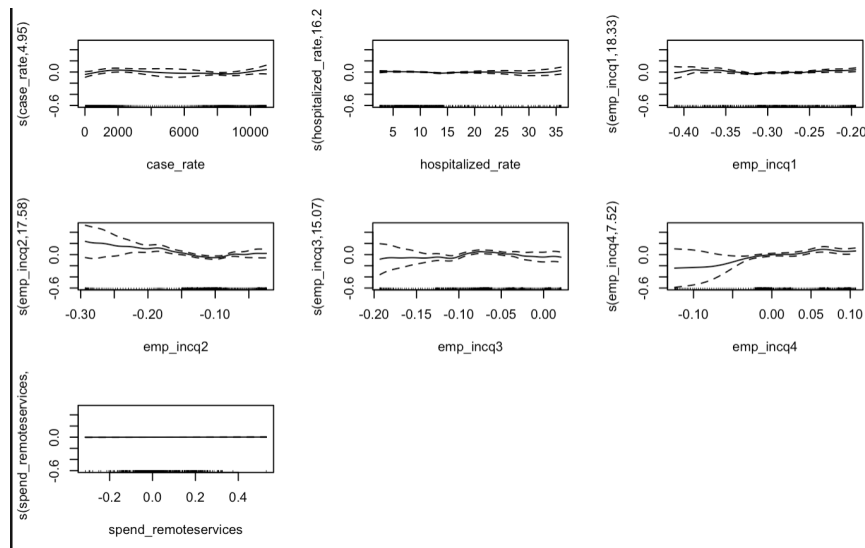 s(case_rate,4.95)
0.0
-0.6
0 2000 6000 10000
case_rate
s(hospitalized_rate,16.2
0.0
-0.6
5 10 15 20 25 30 35
hospitalized_rate
s(emp_incq1,18.33)
0.0
-0.6
-0.40 -0.35 -0.30 -0.25 -0.20
emp_incq1
s(emp_incq2,17.58)
0.0
-0.6
-0.30 -0.20 -0.10
emp_incq2
s(emp_incq3,15.07)
0.0
-0.6
-0.20 -0.15 -0.10 -0.05 0.00
emp_incq3
s(emp_incq4,7.52)
0.0
-0.6
-0.10 0.00 0.05 0.10
emp_incq4
s(spend_remoteservices,
0.0
-0.6
-0.2 0.0 0.2 0.4
spend_remoteservices